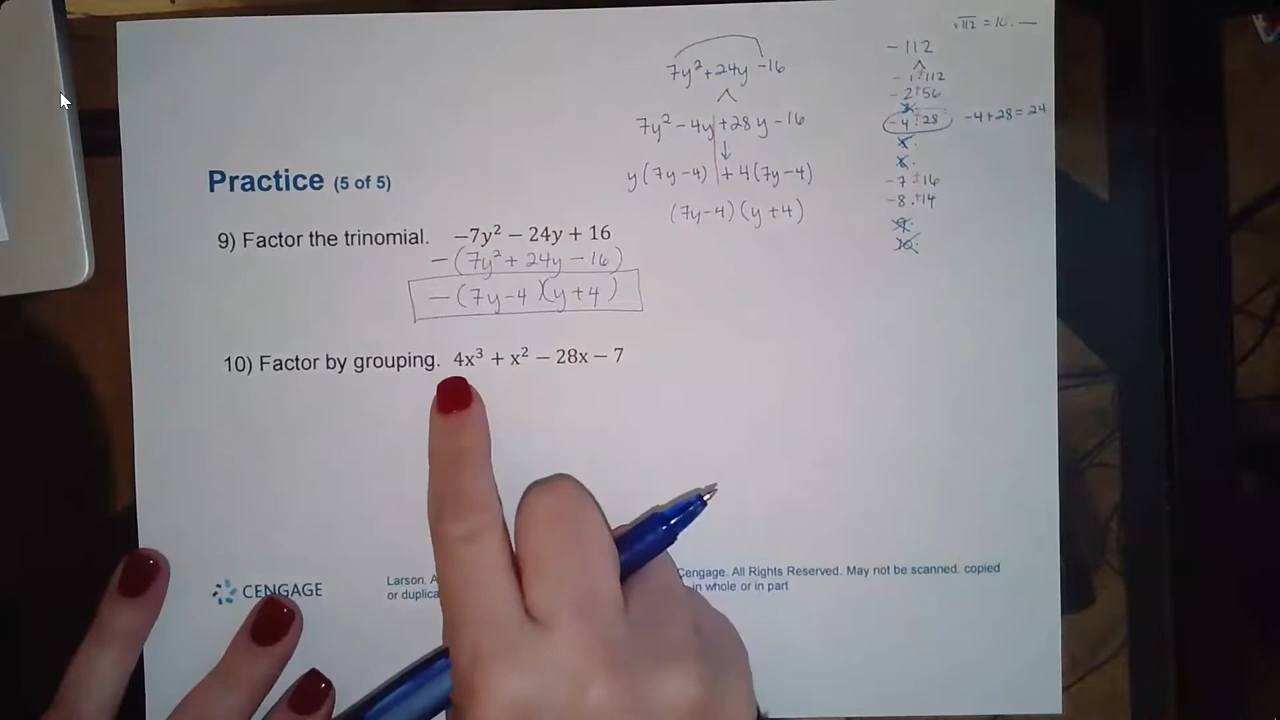 √112 = 10. —
7y² + 24y - 16
7y² - 4y + 28y - 16
y(7y-4) + 4(7y-4)
(7y-4)(y+4)
-112
-1 · 112
-2 · 56
-4 · 28
-4+28=24
-7 · 16
-8 · 14
Practice (5 of 5)
9) Factor the trinomial. −7y² − 24y + 16
-(7y² + 24y - 16)
-(7y-4)(y+4)
10) Factor by grouping. 4x³ + x² − 28x − 7
CENGAGE
Larson, Cengage. All Rights Reserved. May not be scanned, copied
or in whole or in part